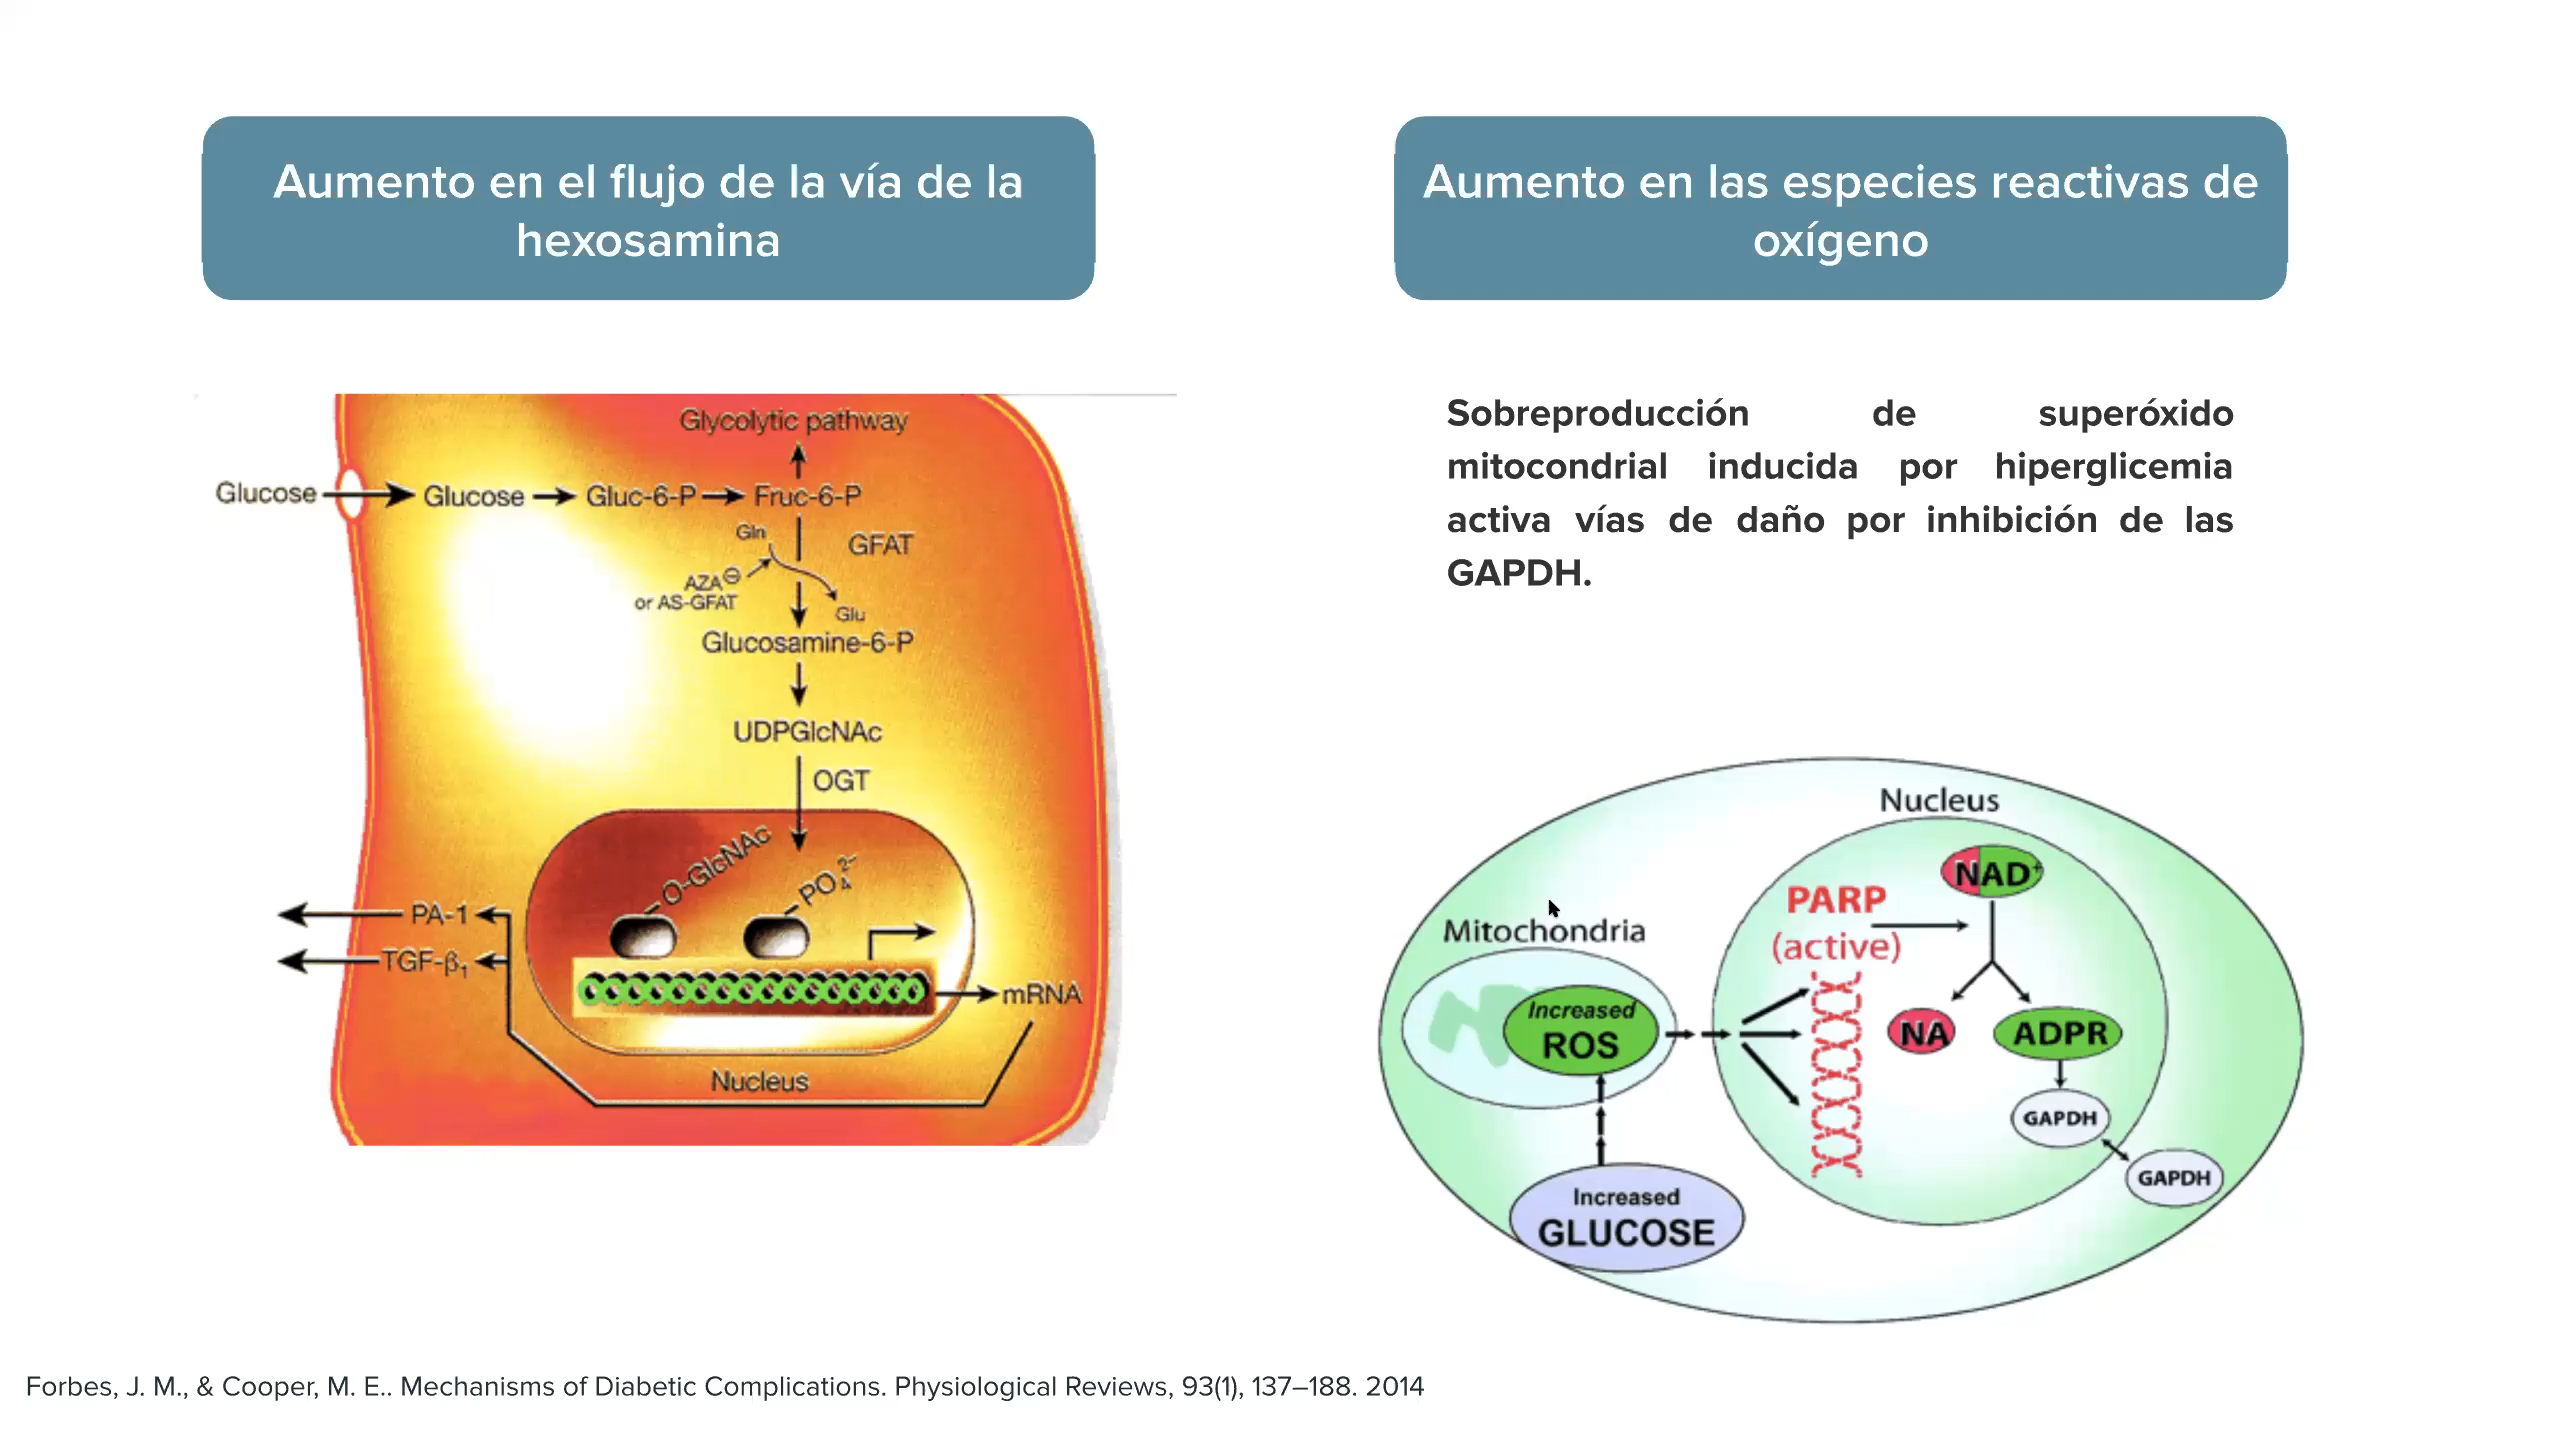 Aumento en el flujo de la vía de la
hexosamina
Aumento en las especies reactivas de
oxígeno
Glycolytic pathway
Glucose
Glucose
Gluc-6-P
Fruc-6-P
Gln
GFAT
AZA⊖
or AS-GFAT
Glu
Glucosamine-6-P
UDPGlcNAc
OGT
O-GlcNAc
PO₄²⁻
PA-1
TGF-β₁
mRNA
Nucleus
Sobreproducción de superóxido
mitocondrial inducida por hiperglicemia
activa vías de daño por inhibición de las
GAPDH.
Nucleus
NAD⁺
PARP
(active)
Mitochondria
Increased
ROS
NA
ADPR
GAPDH
GAPDH
Increased
GLUCOSE
Forbes, J. M., & Cooper, M. E.. Mechanisms of Diabetic Complications. Physiological Reviews, 93(1), 137–188. 2014